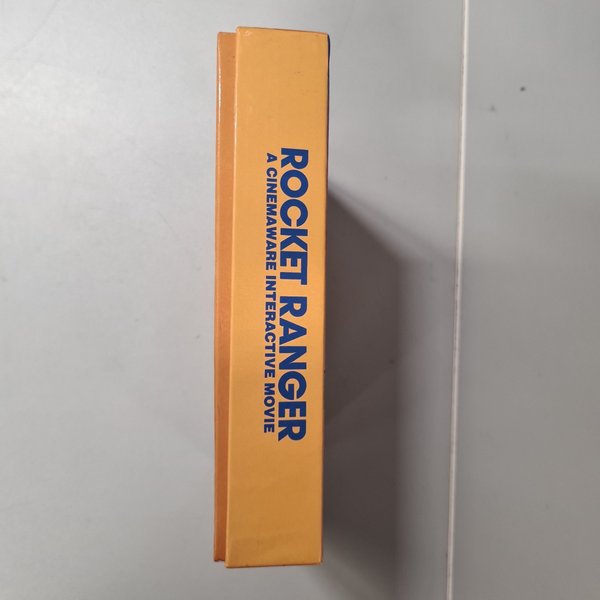 ROCKET RANGER
A CINEMAWARE INTERACTIVE MOVIE